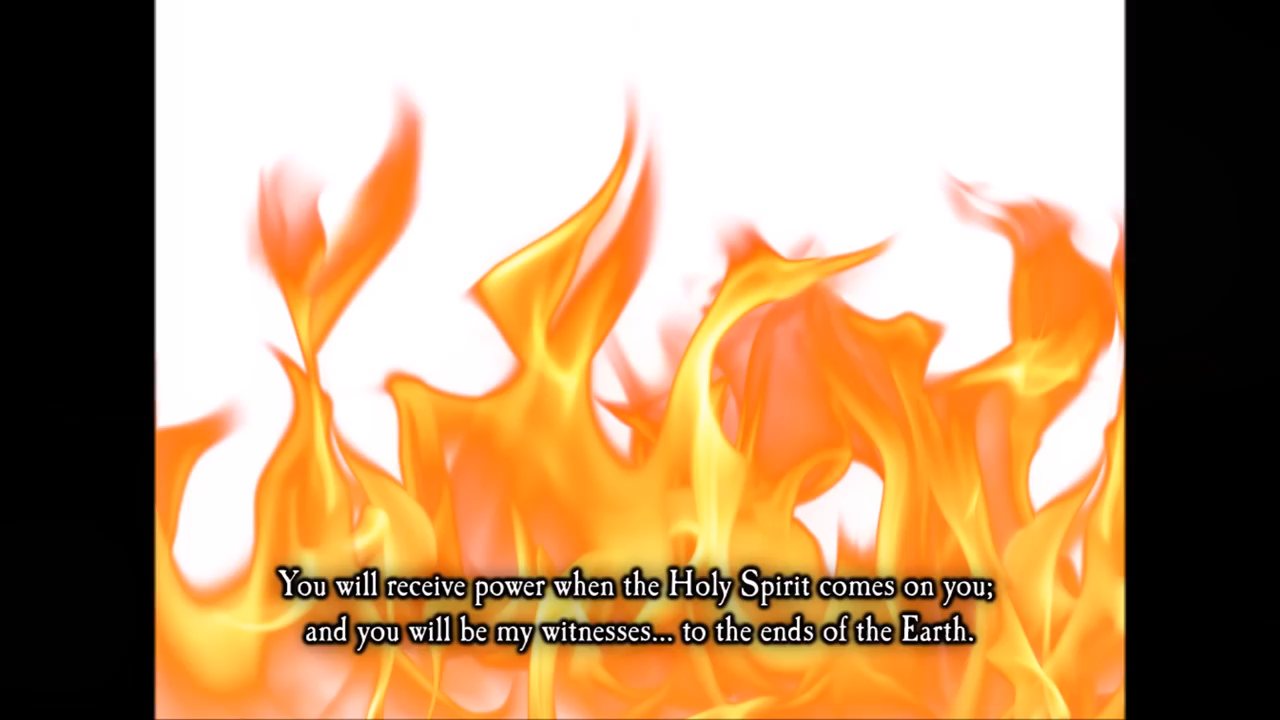 You will receive power when the Holy Spirit comes on you;
and you will be my witnesses... to the ends of the Earth.